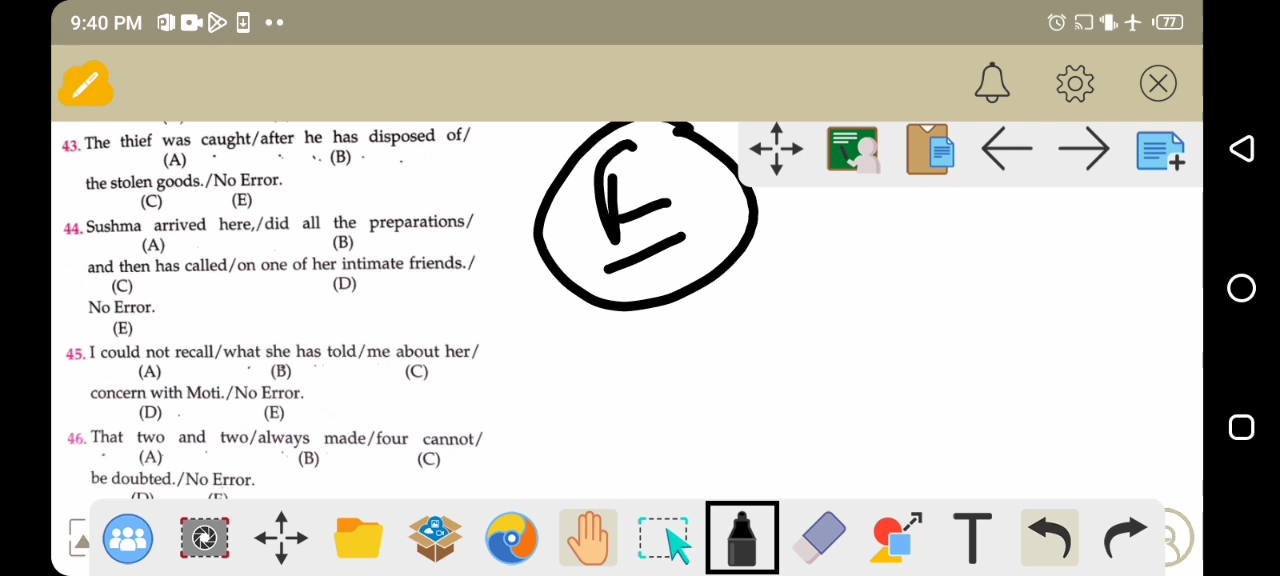 9:40 PM
77
43. The thief was caught/after he has disposed of/
(A) (B)
the stolen goods./No Error.
(C) (E)
44. Sushma arrived here,/did all the preparations/
(A) (B)
and then has called/on one of her intimate friends./
(C) (D)
No Error.
(E)
45. I could not recall/what she has told/me about her/
(A) (B) (C)
concern with Moti./No Error.
(D) (E)
46. That two and two/always made/four cannot/
(A) (B) (C)
be doubted./No Error.
(D) (E)
T